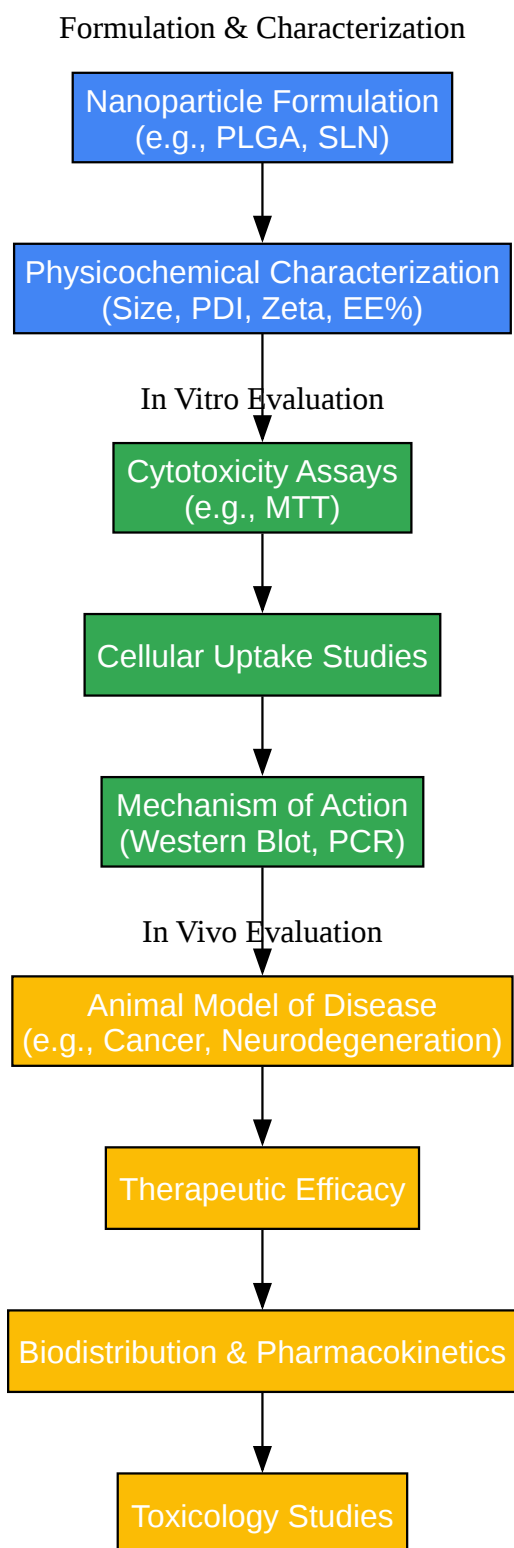 Formulation & Characterization
Nanoparticle Formulation
(e.g., PLGA, SLN)
Physicochemical Characterization
(Size, PDI, Zeta, EE%)
In Vitro Evaluation
Cytotoxicity Assays
(e.g., MTT)
Cellular Uptake Studies
Mechanism of Action
(Western Blot, PCR)
In Vivo Evaluation
Animal Model of Disease
(e.g., Cancer, Neurodegeneration)
Therapeutic Efficacy
Biodistribution & Pharmacokinetics
Toxicology Studies